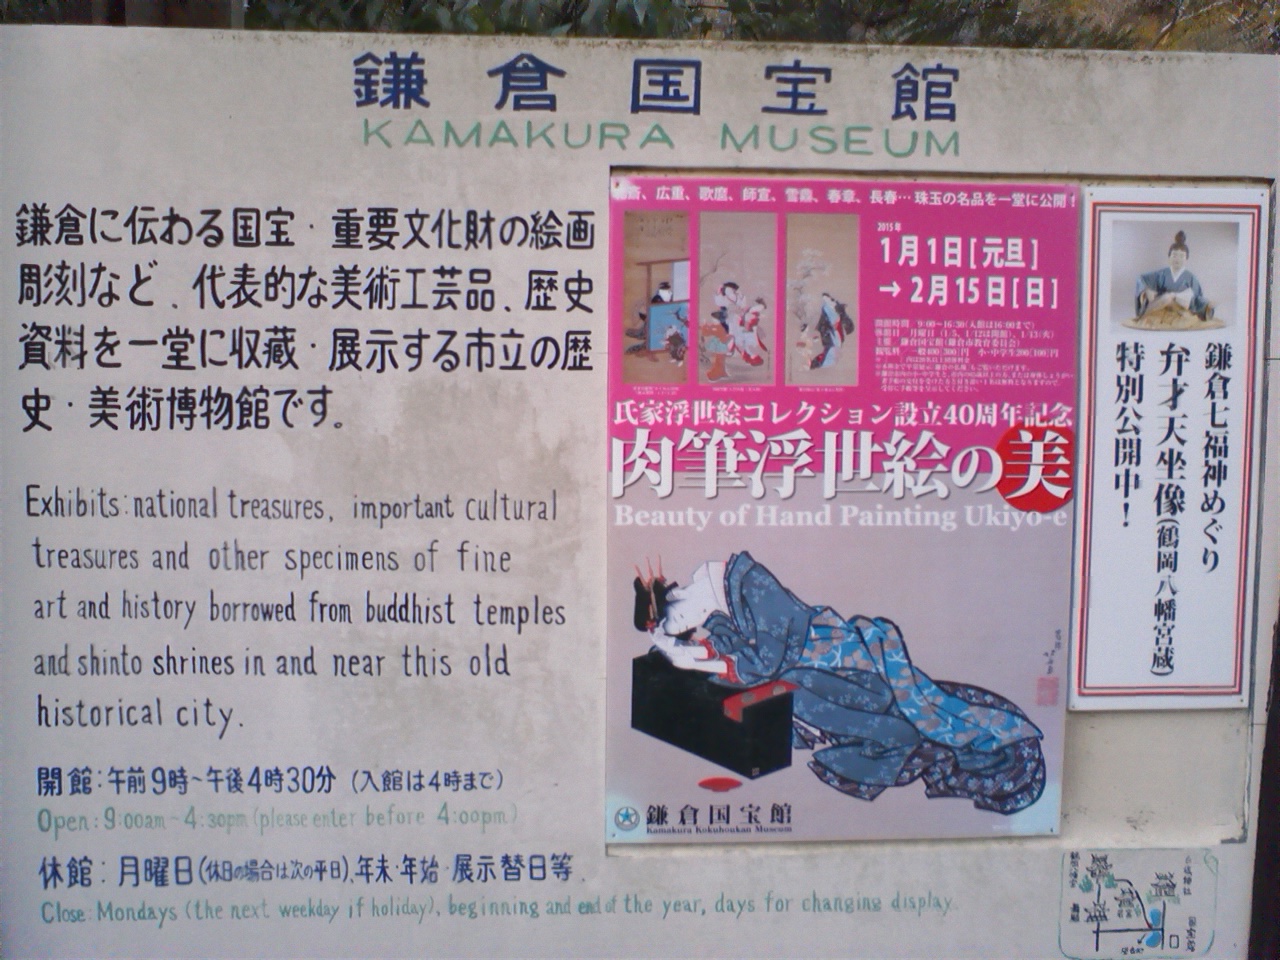 鎌倉国宝館
KAMAKURA MUSEUM
鎌倉に伝わる国宝・重要文化財の絵画
彫刻など、代表的な美術工芸品、歴史
資料を一堂に収蔵・展示する市立の歴
史・美術博物館です。
Exhibits: national treasures, important cultural
treasures and other specimens of fine
art and history borrowed from buddhist temples
and shinto shrines in and near this old
historical city.
開館:午前9時~午後4時30分 (入館は4時まで)
Open: 9:00am~4:30pm (please enter before 4:00pm)
休館: 月曜日(休日の場合は次の平日)、年末・年始・展示替日等
Close: Mondays (the next weekday if holiday), beginning and end of the year, days for changing display.
、広重、歌麿、師宣、雪鼎、春章、長春…珠玉の名品を一堂に公開!
2015年
1月1日[元旦]
→2月15日[日]
氏家浮世絵コレクション設立40周年記念
肉筆浮世絵の美
Beauty of Hand Painting Ukiyo-e
鎌倉国宝館
Kamakura Kokuhoukan Museum
鎌倉七福神めぐり
弁才天坐像(鶴岡八幡宮蔵)
特別公開中!